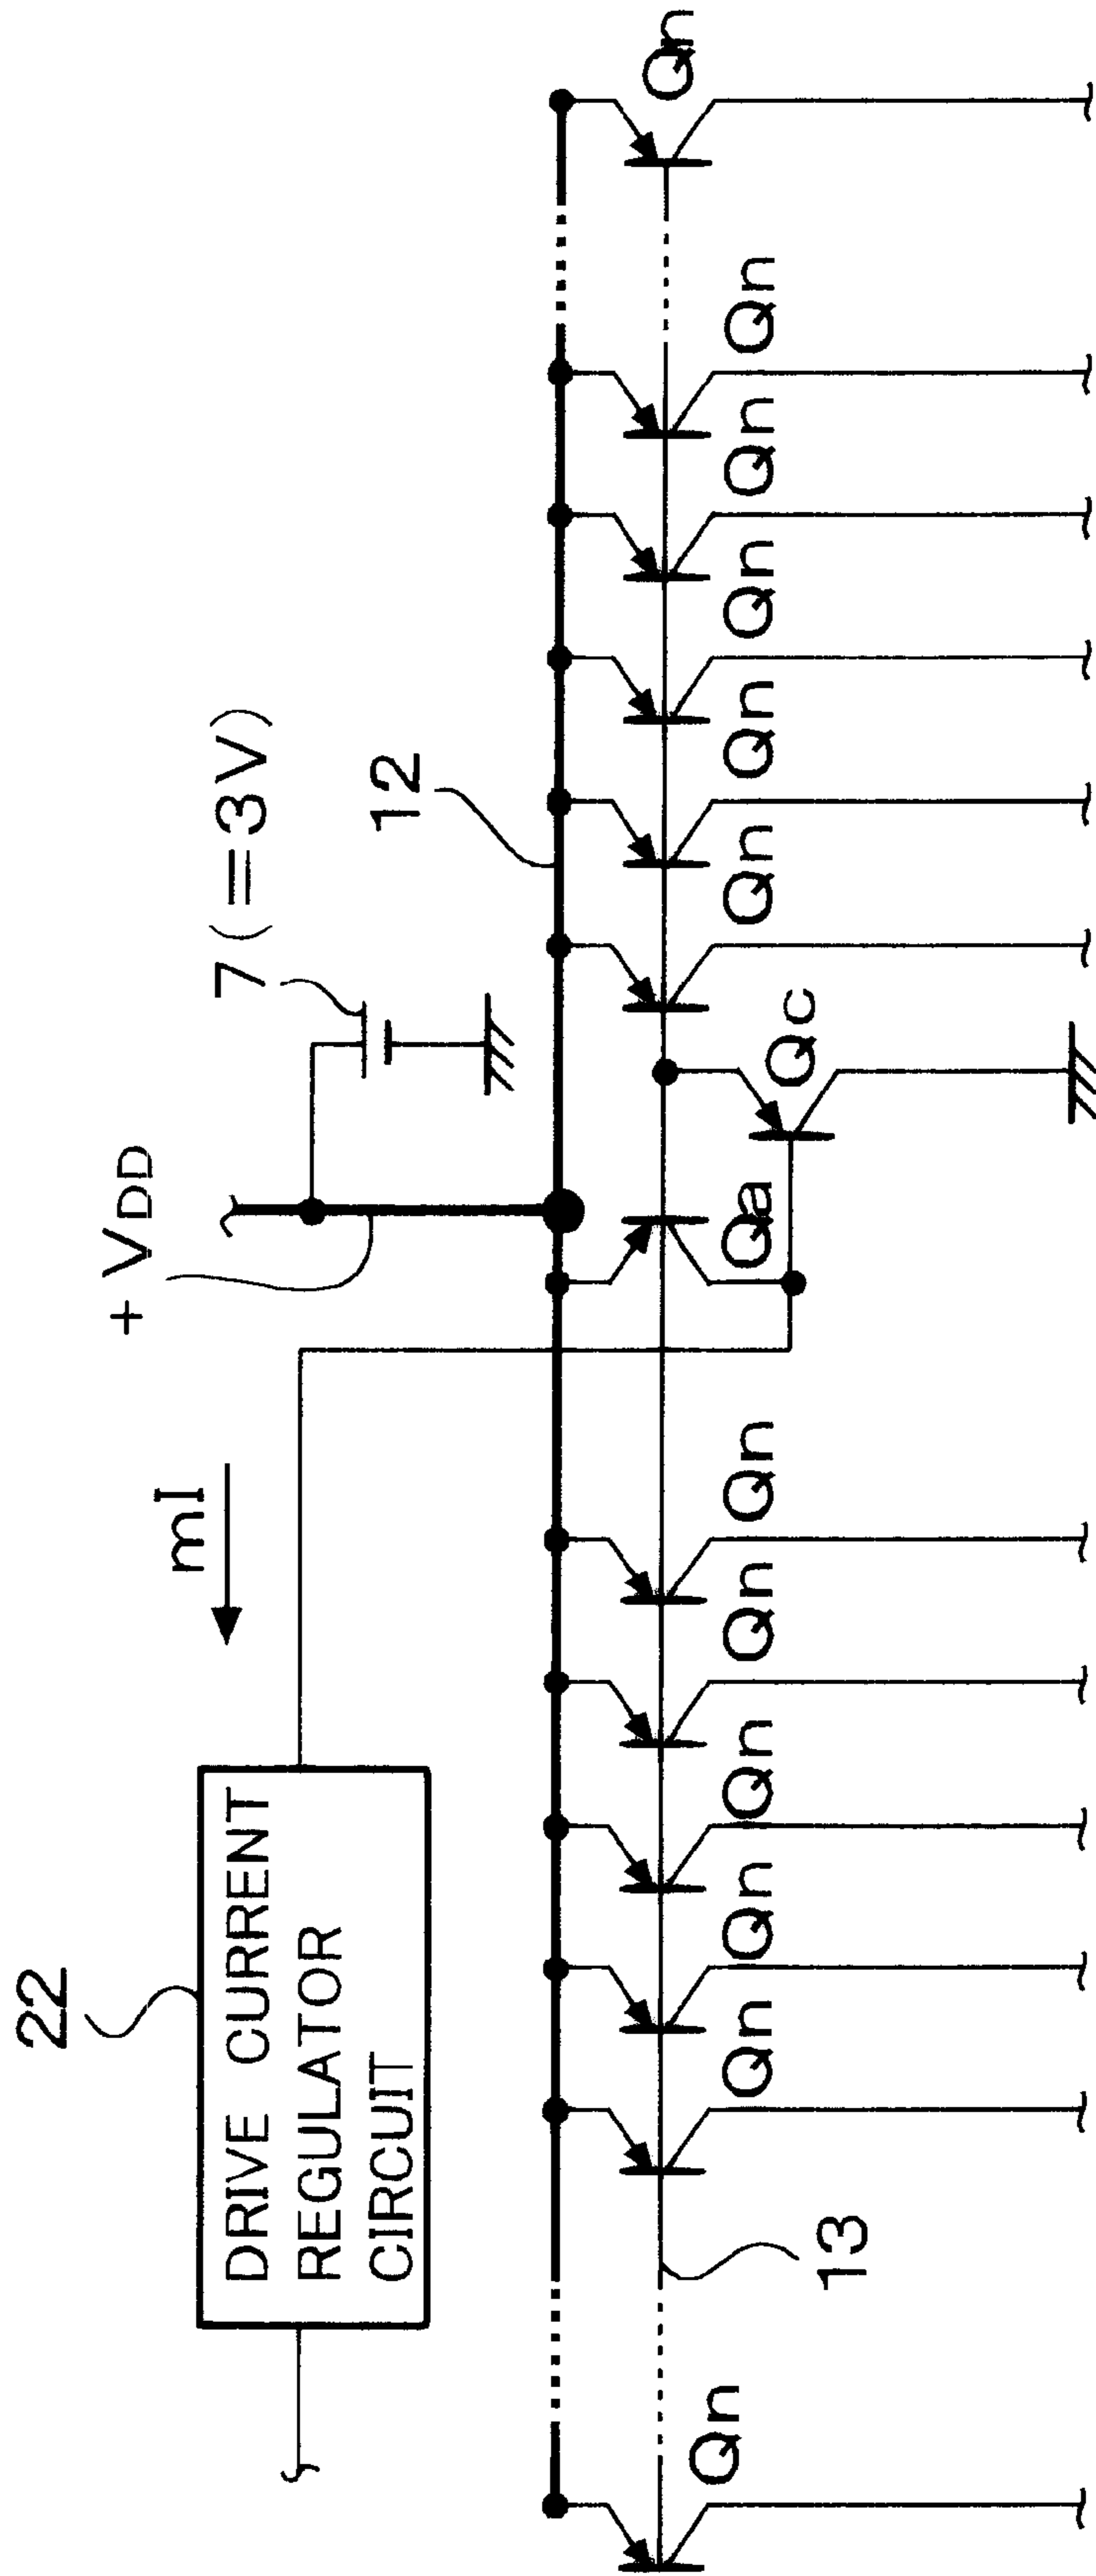 22
DRIVE CURRENT
REGULATOR
CIRCUIT
mI
+VDD
7(=3V)
12
Qn
Qn
Qn
Qn
Qn
Qn
Qa
Qc
Qn
Qn
Qn
Qn
Qn
Qn
13